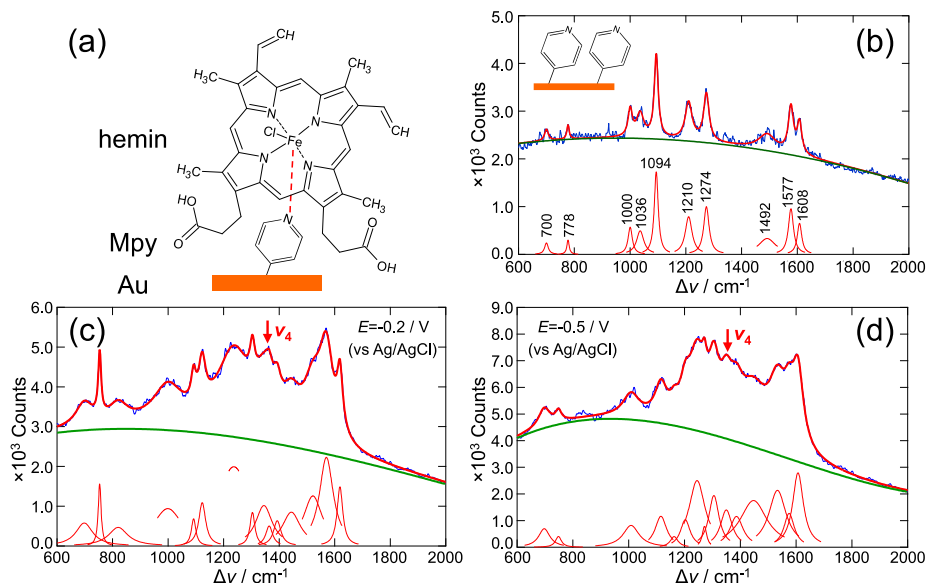 (a)
CH
H₃C
CH₃
Cl
N
N
Fe
CH
N
N
H₃C
CH₃
hemin
HO
O
N
O
OH
Mpy
Au
(b)
N
N
×10³ Counts
5.0
4.0
3.0
2.0
1.0
0.0
700
778
1000
1036
1094
1210
1274
1492
1577
1608
600 800 1000 1200 1400 1600 1800 2000
Δν / cm⁻¹
(c)
E=-0.2 / V
(vs Ag/AgCl)
ν₄
×10³ Counts
6.0
5.0
4.0
3.0
2.0
1.0
0.0
600 800 1000 1200 1400 1600 1800 2000
Δν / cm⁻¹
(d)
E=-0.5 / V
(vs Ag/AgCl)
ν₄
×10³ Counts
9.0
8.0
7.0
6.0
5.0
4.0
3.0
2.0
1.0
0.0
600 800 1000 1200 1400 1600 1800 2000
Δν / cm⁻¹